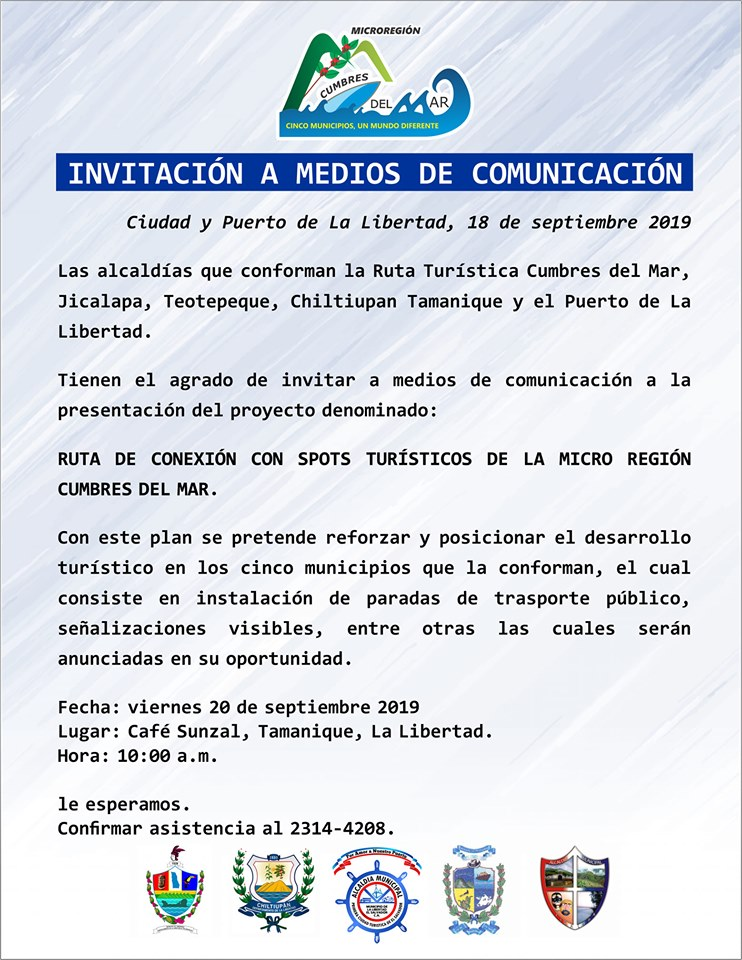 MICROREGIÓN
CUMBRES
DEL MAR
CINCO MUNICIPIOS, UN MUNDO DIFERENTE
INVITACIÓN A MEDIOS DE COMUNICACIÓN
Ciudad y Puerto de La Libertad, 18 de septiembre 2019
Las alcaldías que conforman la Ruta Turística Cumbres del Mar,
Jicalapa, Teotepeque, Chiltiupan Tamanique y el Puerto de La
Libertad.
Tienen el agrado de invitar a medios de comunicación a la
presentación del proyecto denominado:
RUTA DE CONEXIÓN CON SPOTS TURÍSTICOS DE LA MICRO REGIÓN
CUMBRES DEL MAR.
Con este plan se pretende reforzar y posicionar el desarrollo
turístico en los cinco municipios que la conforman, el cual
consiste en instalación de paradas de trasporte público,
señalizaciones visibles, entre otras las cuales serán
anunciadas en su oportunidad.
Fecha: viernes 20 de septiembre 2019
Lugar: Café Sunzal, Tamanique, La Libertad.
Hora: 10:00 a.m.
le esperamos.
Confirmar asistencia al 2314-4208.
Por Amor a Nuestro Puerto
ALCALDIA MUNICIPAL
CHILTIUPÁN